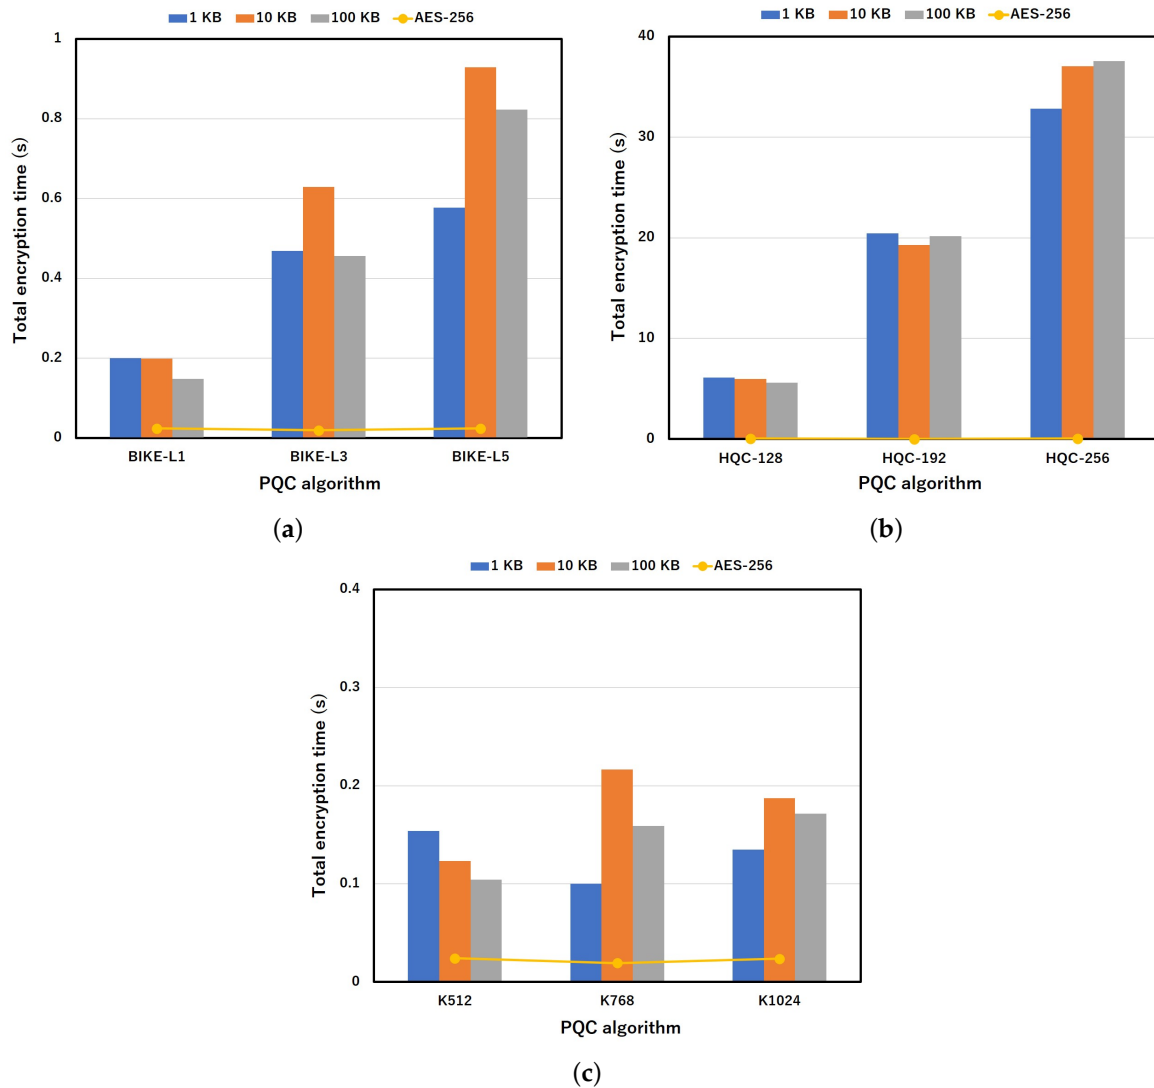 1 KB 10 KB 100 KB AES-256
Total encryption time (s)
1
0.8
0.6
0.4
0.2
0
BIKE-L1 BIKE-L3 BIKE-L5
PQC algorithm
(a)
1 KB 10 KB 100 KB AES-256
Total encryption time (s)
40
30
20
10
0
HQC-128 HQC-192 HQC-256
PQC algorithm
(b)
1 KB 10 KB 100 KB AES-256
Total encryption time (s)
0.4
0.3
0.2
0.1
0
K512 K768 K1024
PQC algorithm
(c)